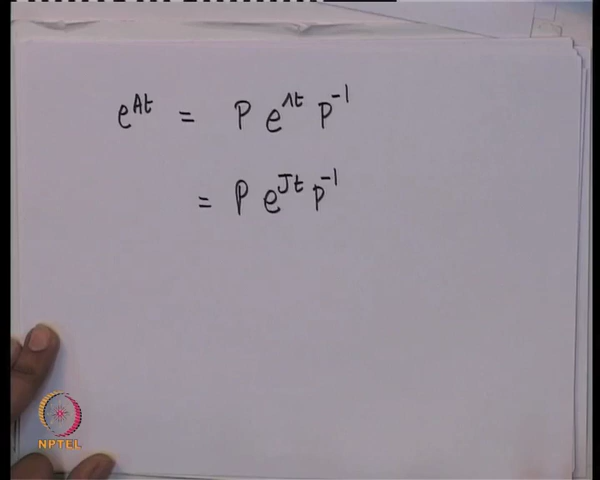 e^{At} = P e^{Λt} P^{-1}
= P e^{Jt} P^{-1}
NPTEL